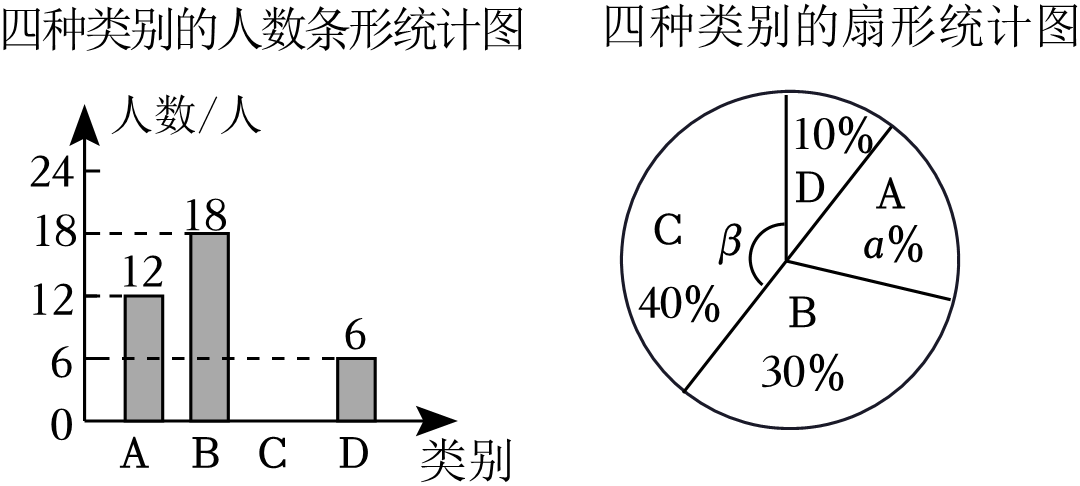 四种类别的人数条形统计图
人数/人
24
18
12
6
0
12
18
6
A B C D
类别
四种类别的扇形统计图
10%
D
A
a%
C
β
40%
B
30%